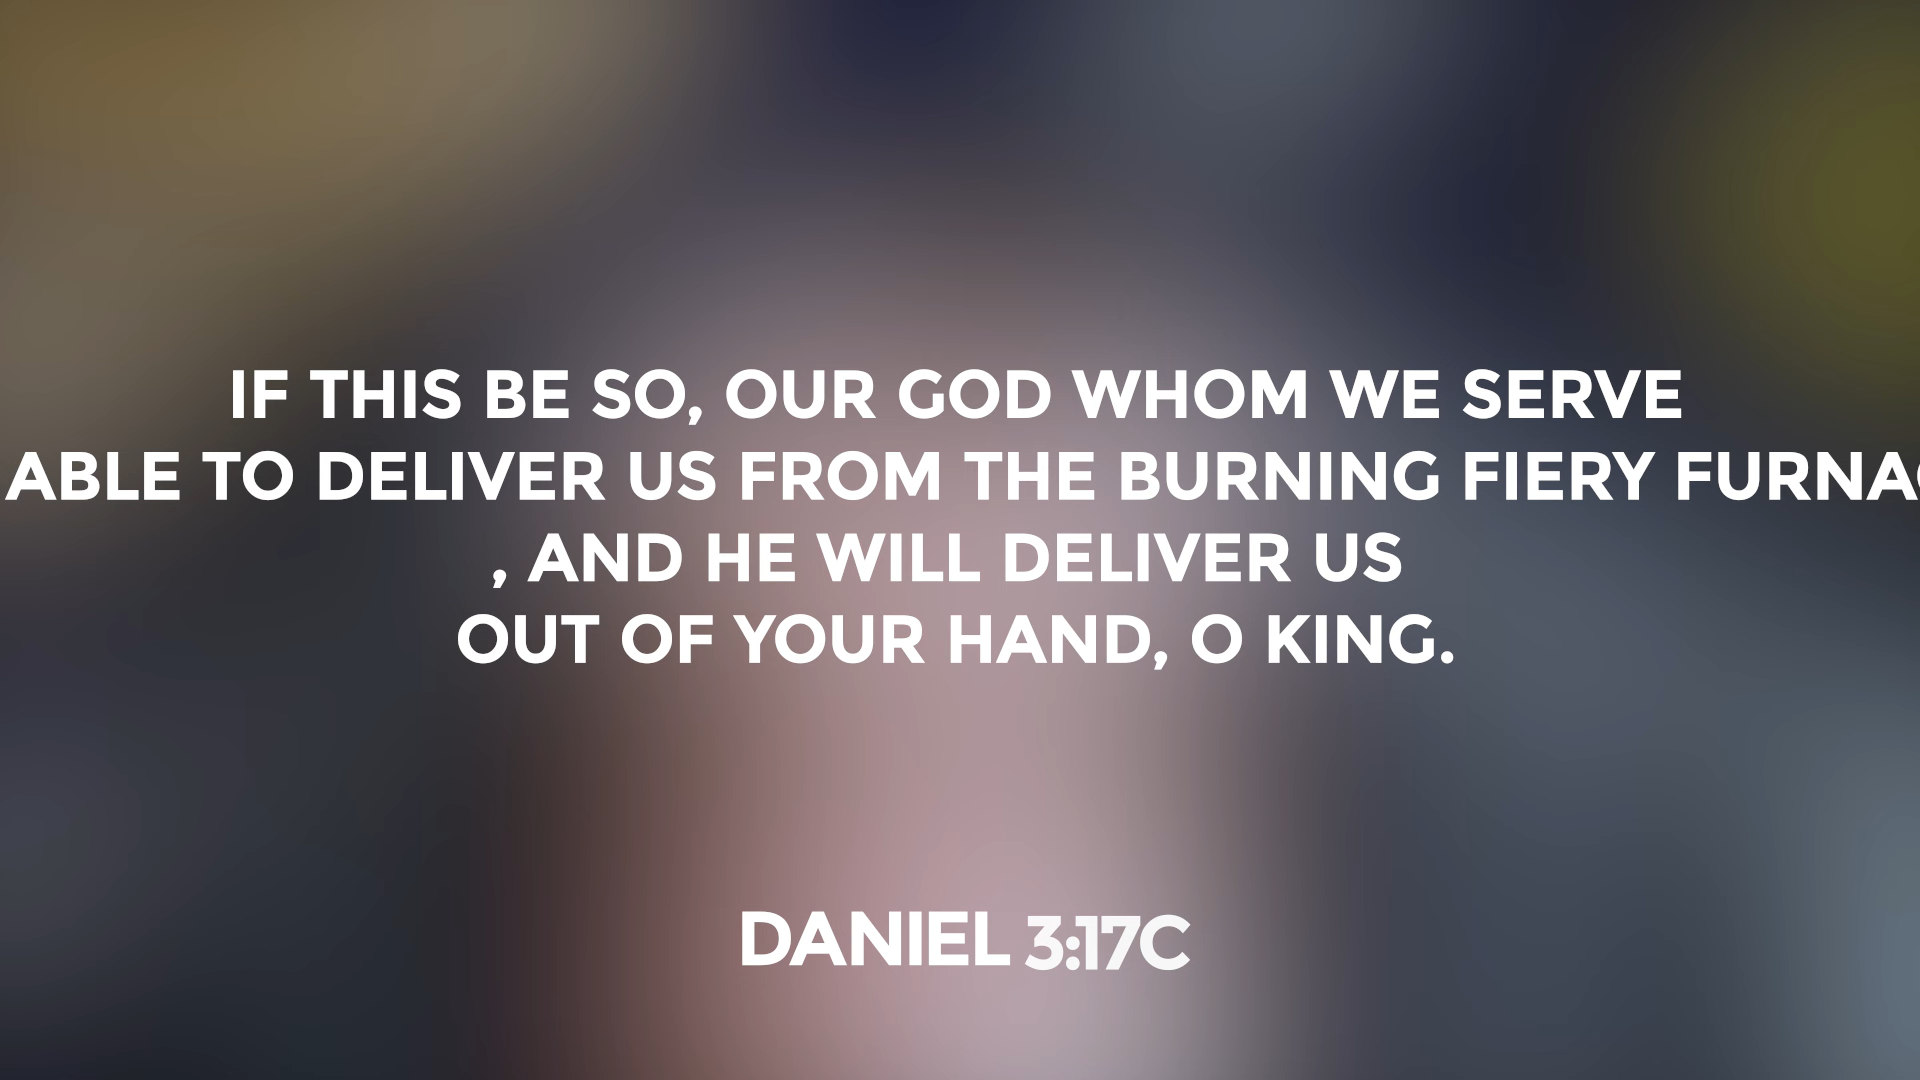 IF THIS BE SO, OUR GOD WHOM WE SERVE
ABLE TO DELIVER US FROM THE BURNING FIERY
, AND HE WILL DELIVER US
OUT OF YOUR HAND, O KING.
DANIEL 3:17C